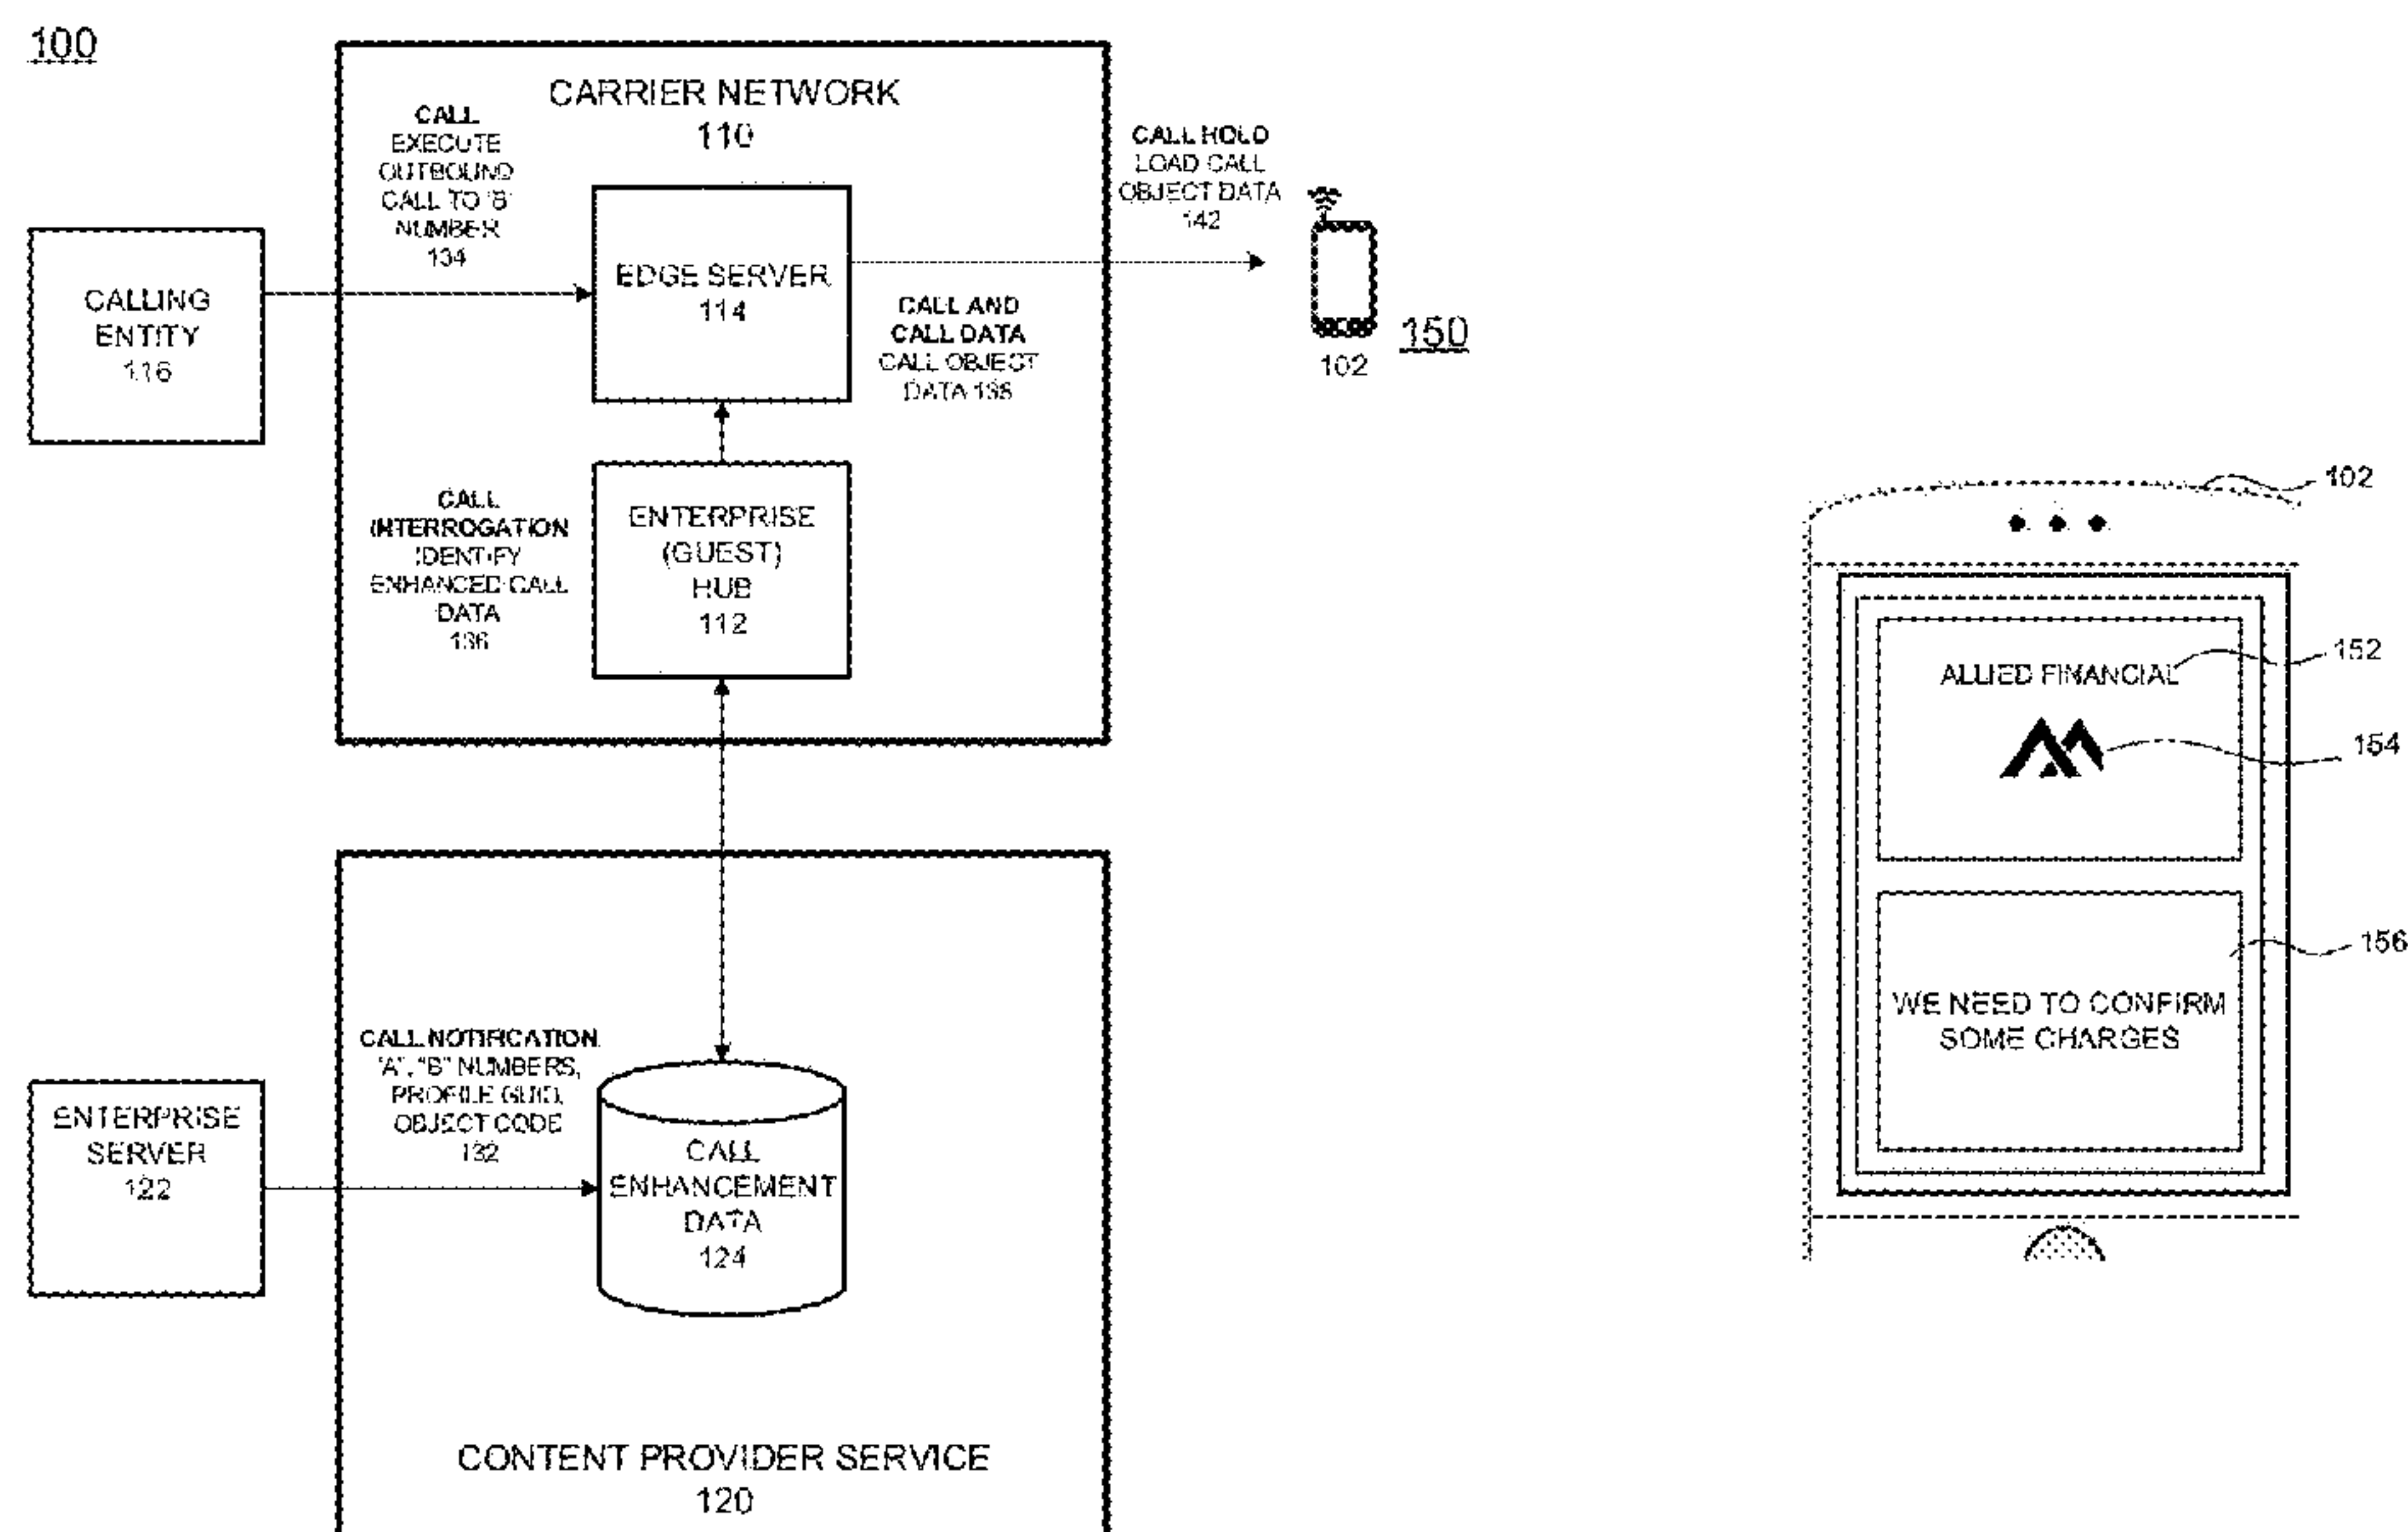 100
CARRIER NETWORK
110
CALL
EXECUTE
OUTBOUND
CALL TO 'B'
NUMBER
134
CALL HOLD
LOAD CALL
OBJECT DATA
142
CALLING
ENTITY
116
EDGE SERVER
114
CALL AND
CALL DATA
CALL OBJECT
DATA 138
150
102
CALL
INTERROGATION
IDENTIFY
ENHANCED CALL
DATA
136
ENTERPRISE
(GUEST)
HUB
112
102
ALLIED FINANCIAL
152
154
156
WE NEED TO CONFIRM
SOME CHARGES
CALL NOTIFICATION
"A", "B" NUMBERS,
PROFILE GUID,
OBJECT CODE
132
ENTERPRISE
SERVER
122
CALL
ENHANCEMENT
DATA
124
CONTENT PROVIDER SERVICE
120